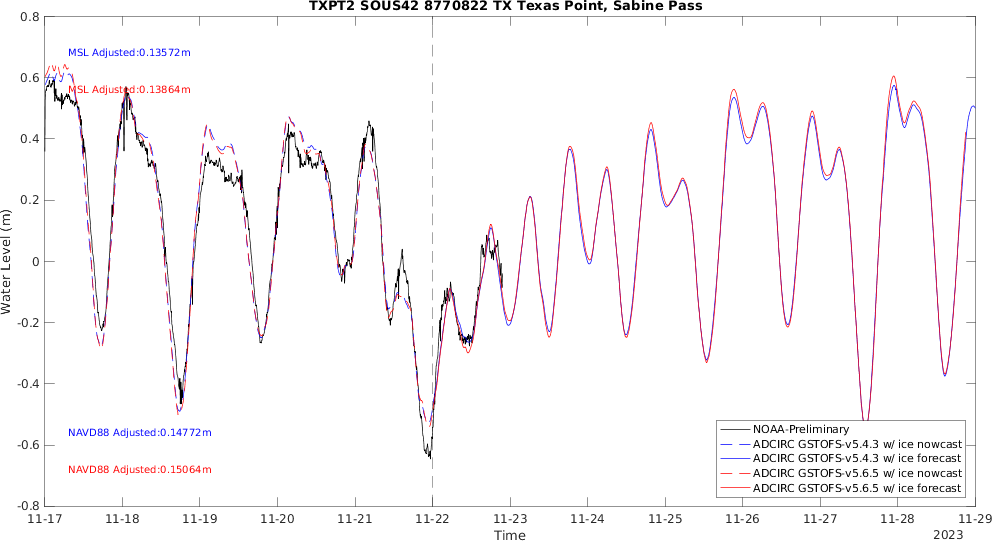 TXPT2 SOUS42 8770822 TX Texas Point, Sabine Pass
0.8
0.6
0.4
0.2
0
-0.2
-0.4
-0.6
-0.8
Water Level (m)
MSL Adjusted:0.13572m
MSL Adjusted:0.13864m
NAVD88 Adjusted:0.14772m
NAVD88 Adjusted:0.15064m
NOAA-Preliminary
ADCIRC GSTOFS-v5.4.3 w/ ice nowcast
ADCIRC GSTOFS-v5.4.3 w/ ice forecast
ADCIRC GSTOFS-v5.6.5 w/ ice nowcast
ADCIRC GSTOFS-v5.6.5 w/ ice forecast
11-17 11-18 11-19 11-20 11-21 11-22 11-23 11-24 11-25 11-26 11-27 11-28 11-29
Time
2023